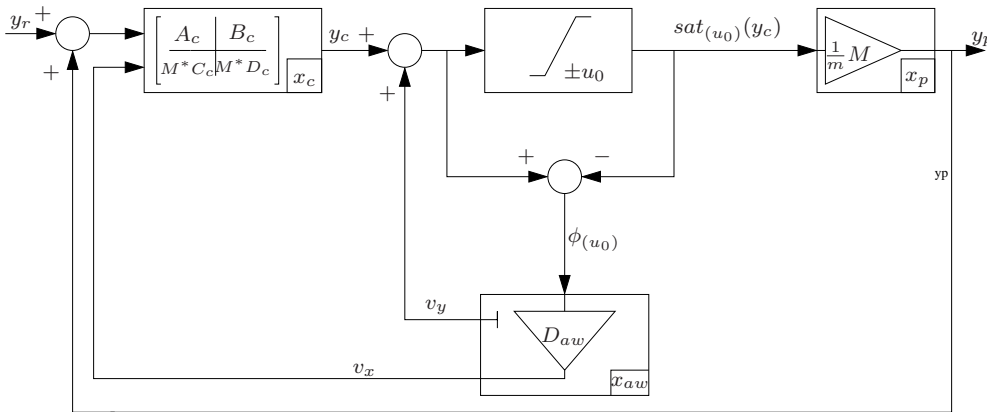 y_r +
+
A_c B_c
M*C_c M*D_c
x_c
y_c +
+
±u_0
sat_(u_0)(y_c)
1/m M
x_p
y_p
+ −
yp
ϕ_(u_0)
v_y
D_aw
v_x
x_aw